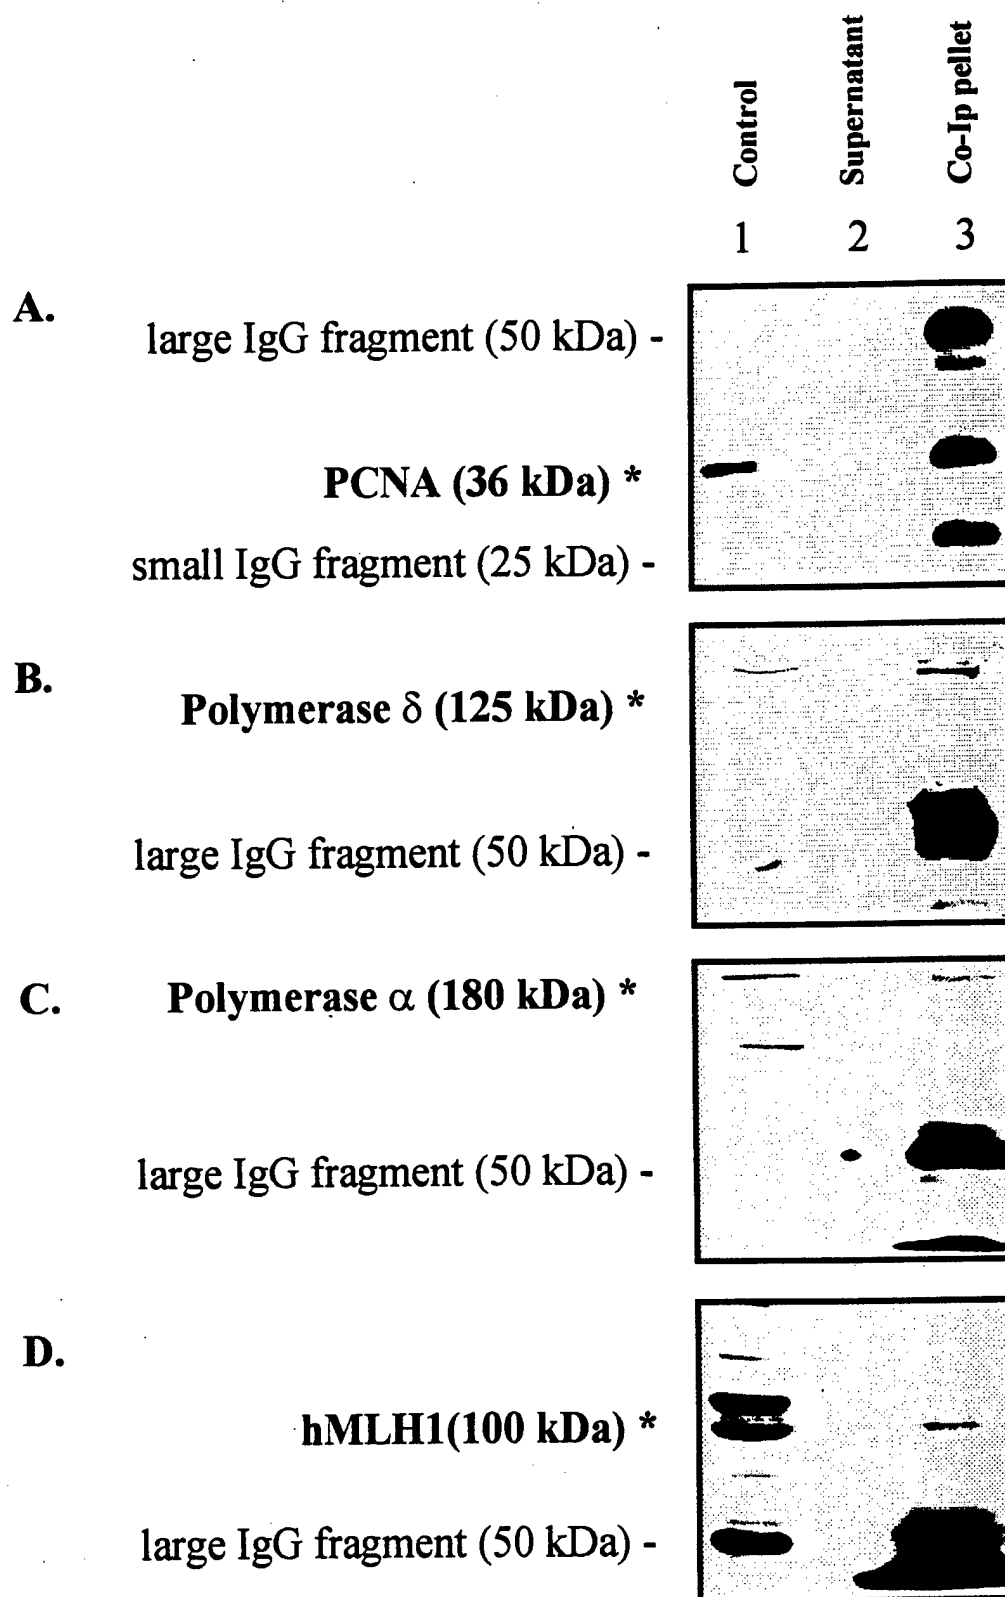 Control
Supernatant
Co-Ip pellet
1 2 3
A.
large IgG fragment (50 kDa) -
PCNA (36 kDa) *
small IgG fragment (25 kDa) -
B.
Polymerase δ (125 kDa) *
large IgG fragment (50 kDa) -
C. Polymerase α (180 kDa) *
large IgG fragment (50 kDa) -
D.
hMLH1(100 kDa) *
large IgG fragment (50 kDa) -